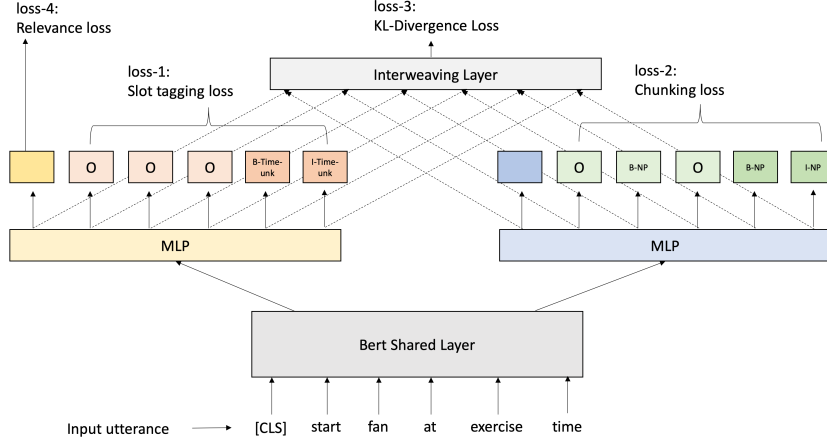 loss-4:
Relevance loss
loss-3:
KL-Divergence Loss
Interweaving Layer
loss-1:
Slot tagging loss
loss-2:
Chunking loss
O
O
O
B-Time-
unk
I-Time-
unk
O
B-NP
O
B-NP
I-NP
MLP
MLP
Bert Shared Layer
Input utterance
[CLS]
start
fan
at
exercise
time